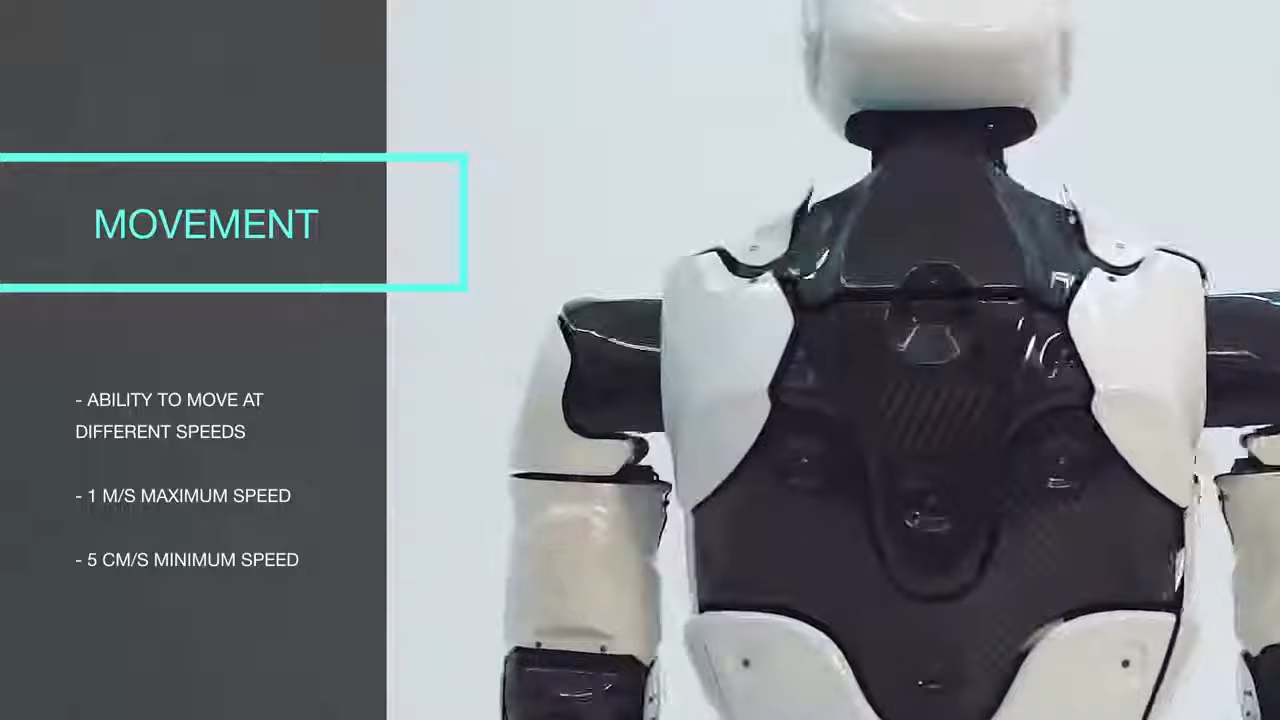 MOVEMENT
- ABILITY TO MOVE AT
DIFFERENT SPEEDS
- 1 M/S MAXIMUM SPEED
- 5 CM/S MINIMUM SPEED